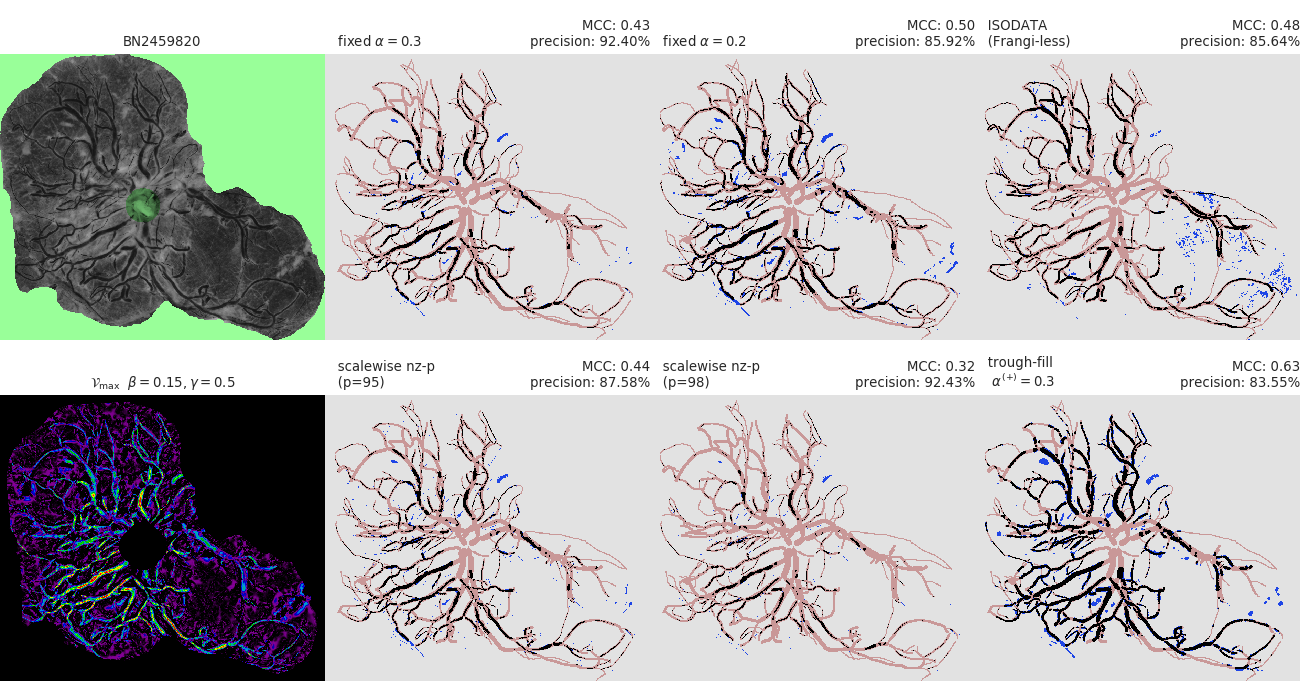 BN2459820
fixed α = 0.3
MCC: 0.43
precision: 92.40%
fixed α = 0.2
MCC: 0.50
precision: 85.92%
ISODATA
(Frangi-less)
MCC: 0.48
precision: 85.64%
𝒱max β = 0.15, γ = 0.5
scalewise nz-p
(p=95)
MCC: 0.44
precision: 87.58%
scalewise nz-p
(p=98)
MCC: 0.32
precision: 92.43%
trough-fill
α(+) = 0.3
MCC: 0.63
precision: 83.55%